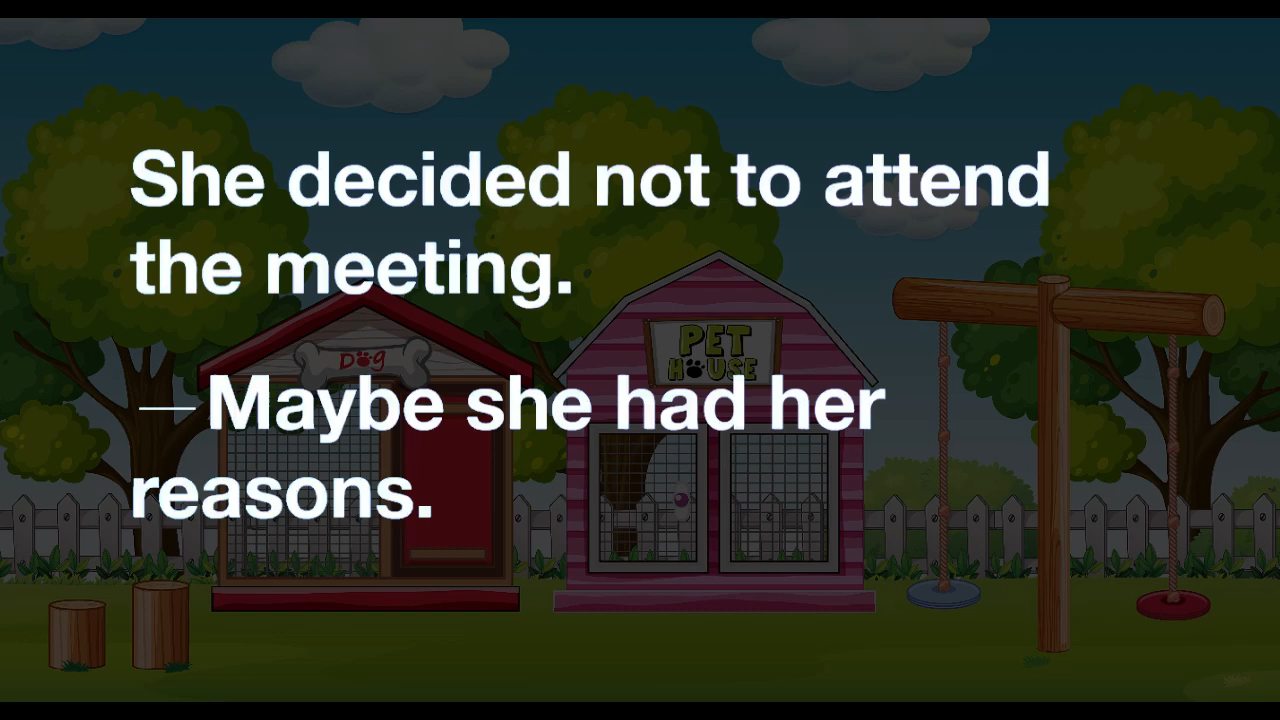 She decided not to attend
the meeting.
— Maybe she had her
reasons.
Dog
PET
HOUSE